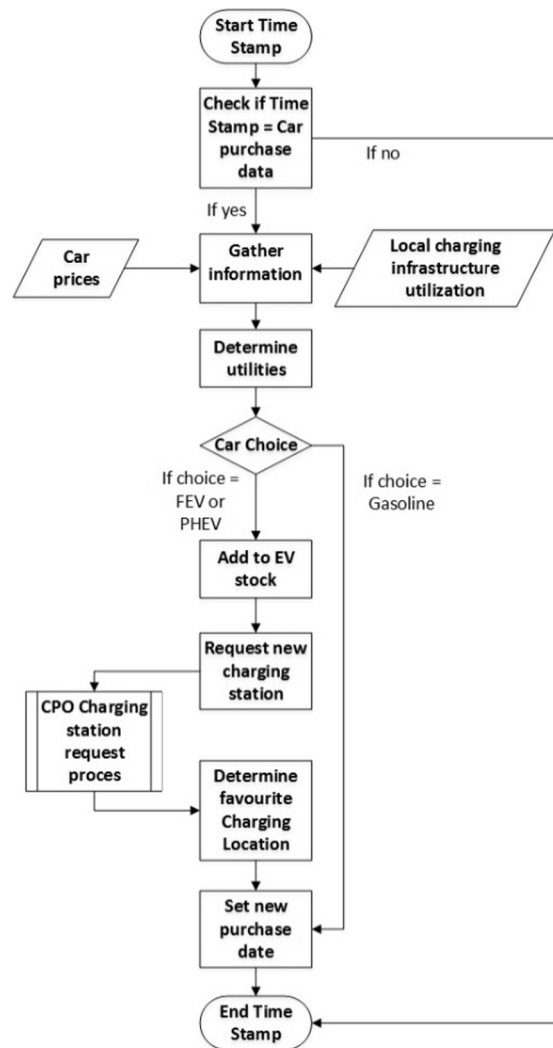 Start Time
Stamp
Check if Time
Stamp = Car
purchase
data
If no
If yes
Car
prices
Gather
information
Local charging
infrastructure
utilization
Determine
utilities
Car Choice
If choice =
FEV or
PHEV
If choice =
Gasoline
Add to EV
stock
Request new
charging
station
CPO Charging
station
request
proces
Determine
favourite
Charging
Location
Set new
purchase
date
End Time
Stamp